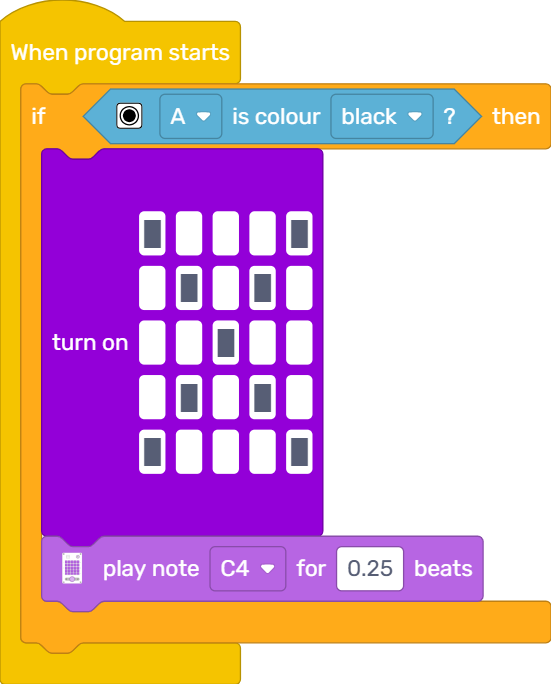 When program starts
if A is colour black ? then
turn on
play note C4 for 0.25 beats